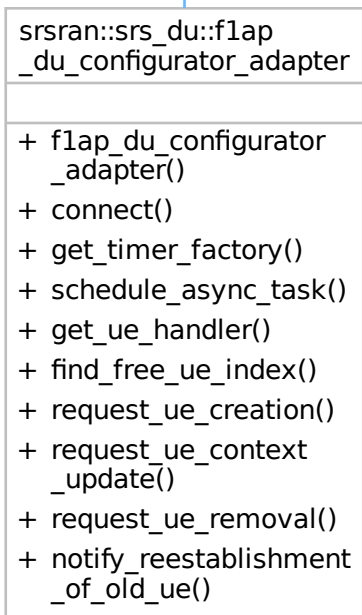 srsran::srs_du::f1ap
_du_configurator_adapter
+ f1ap_du_configurator
_adapter()
+ connect()
+ get_timer_factory()
+ schedule_async_task()
+ get_ue_handler()
+ find_free_ue_index()
+ request_ue_creation()
+ request_ue_context
_update()
+ request_ue_removal()
+ notify_reestablishment
_of_old_ue()